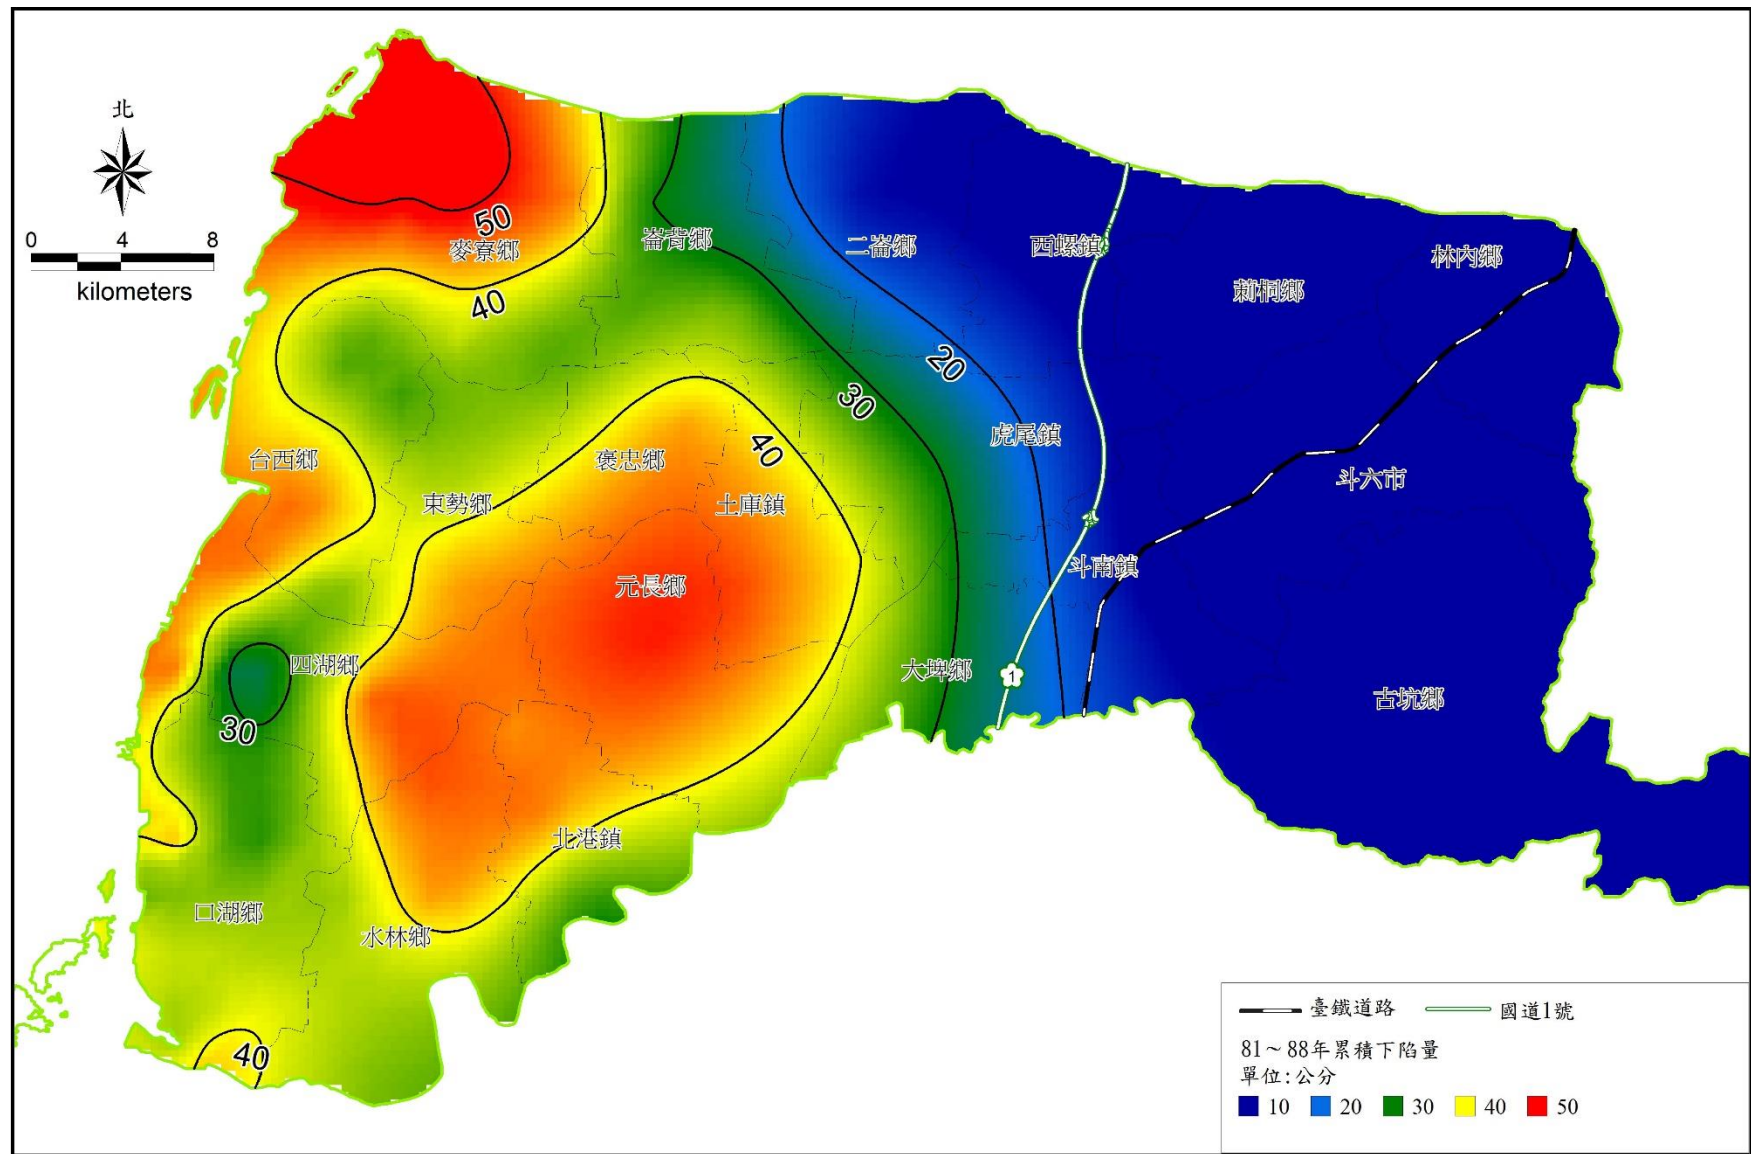 北
0 4 8
kilometers
50
麥寮鄉
崙背鄉
二崙鄉
西螺鎮
林內鄉
莿桐鄉
40
20
30
虎尾鎮
台西鄉
褒忠鄉
40
斗六市
東勢鄉
土庫鎮
斗南鎮
元長鄉
四湖鄉
大埤鄉
1
古坑鄉
30
北港鎮
口湖鄉
水林鄉
40
臺鐵道路 國道1號
81～88年累積下陷量
單位:公分
10 20 30 40 50